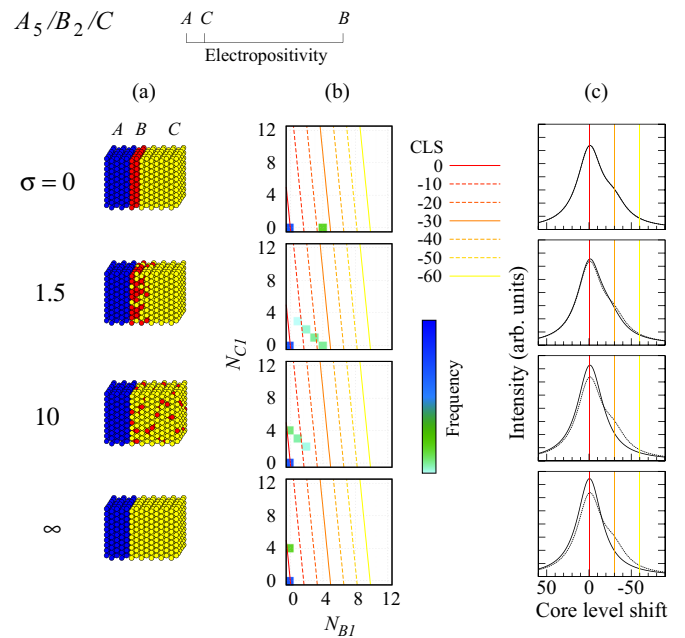 A5/B2/C
A C B
Electropositivity
(a) (b) (c)
A B C
σ = 0
1.5
10
∞
12
8
4
0
12
8
4
0
12
8
4
0
12
8
4
0
0 4 8 12
N_C1
N_B1
CLS
0
-10
-20
-30
-40
-50
-60
Frequency
Intensity (arb. units)
50 0 -50
Core level shift